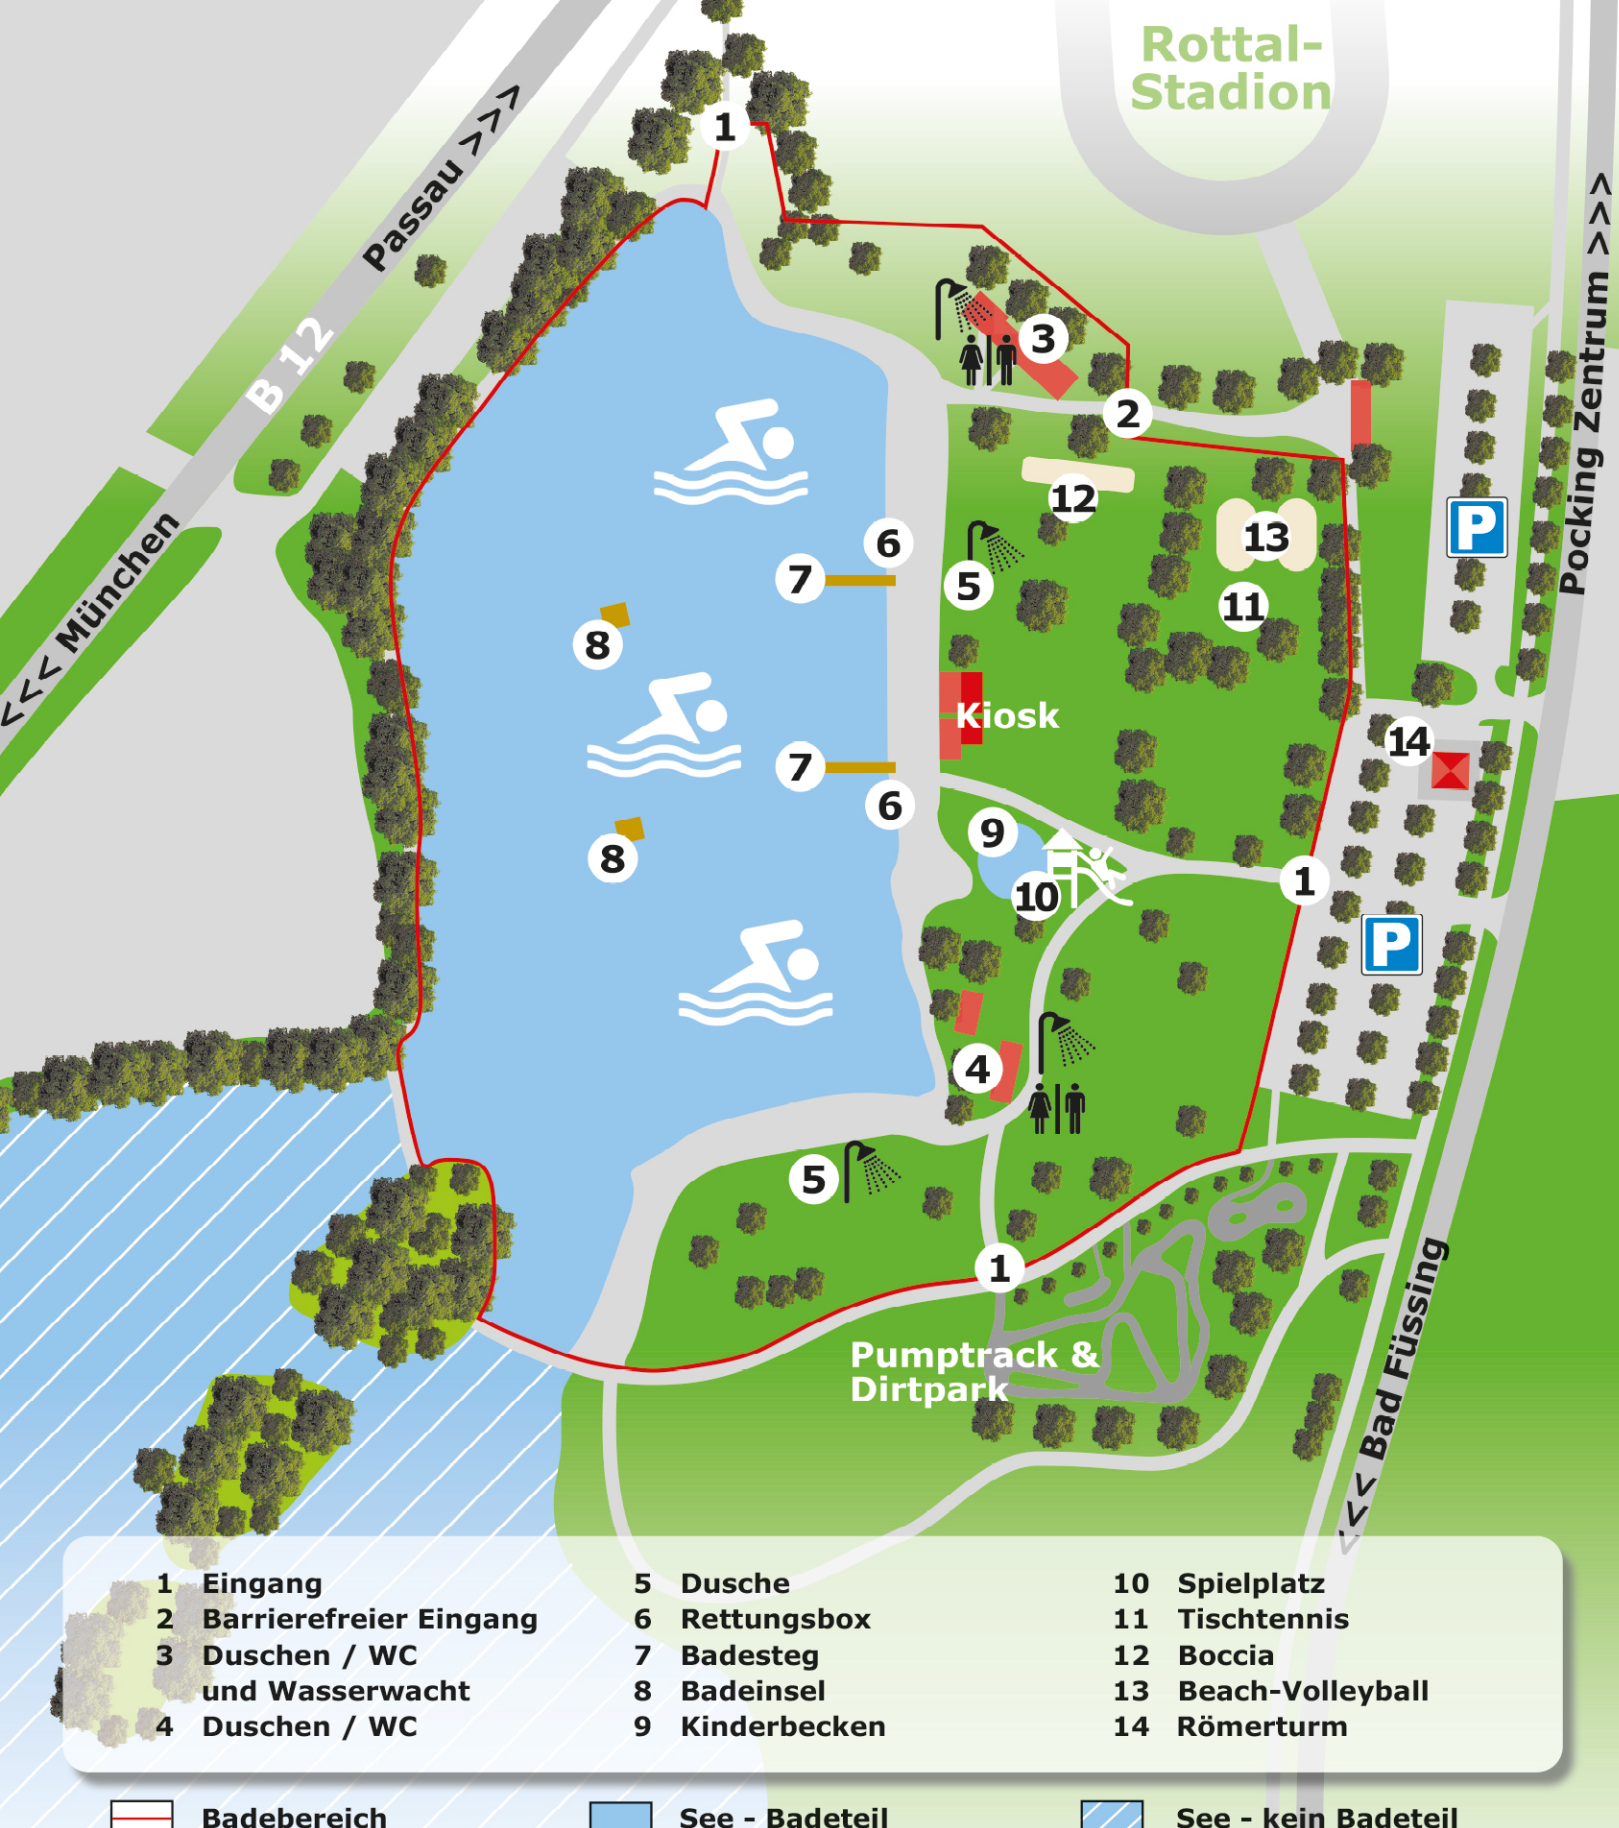 Rottal-
Stadion
1
Passau >>>
Pocking Zentrum >>>
B 12
3
2
12
<<< München
P
13
6
7
5
11
8
Kiosk
14
7
6
9
8
10
1
P
4
5
1
Pumptrack &
Dirtpark
<<< Bad Füssing
1 Eingang
2 Barrierefreier Eingang
3 Duschen / WC
und Wasserwacht
4 Duschen / WC
5 Dusche
6 Rettungsbox
7 Badesteg
8 Badeinsel
9 Kinderbecken
10 Spielplatz
11 Tischtennis
12 Boccia
13 Beach-Volleyball
14 Römerturm
Badebereich
See - Badeteil
See - kein Badeteil